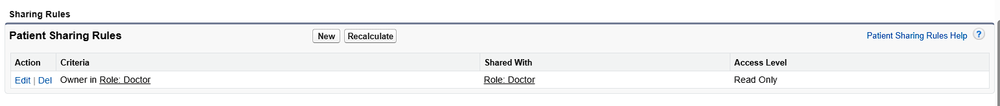 Sharing Rules
Patient Sharing Rules New Recalculate Patient Sharing Rules Help ?
Action Criteria Shared With Access Level
Edit | Del Owner in Role: Doctor Role: Doctor Read Only